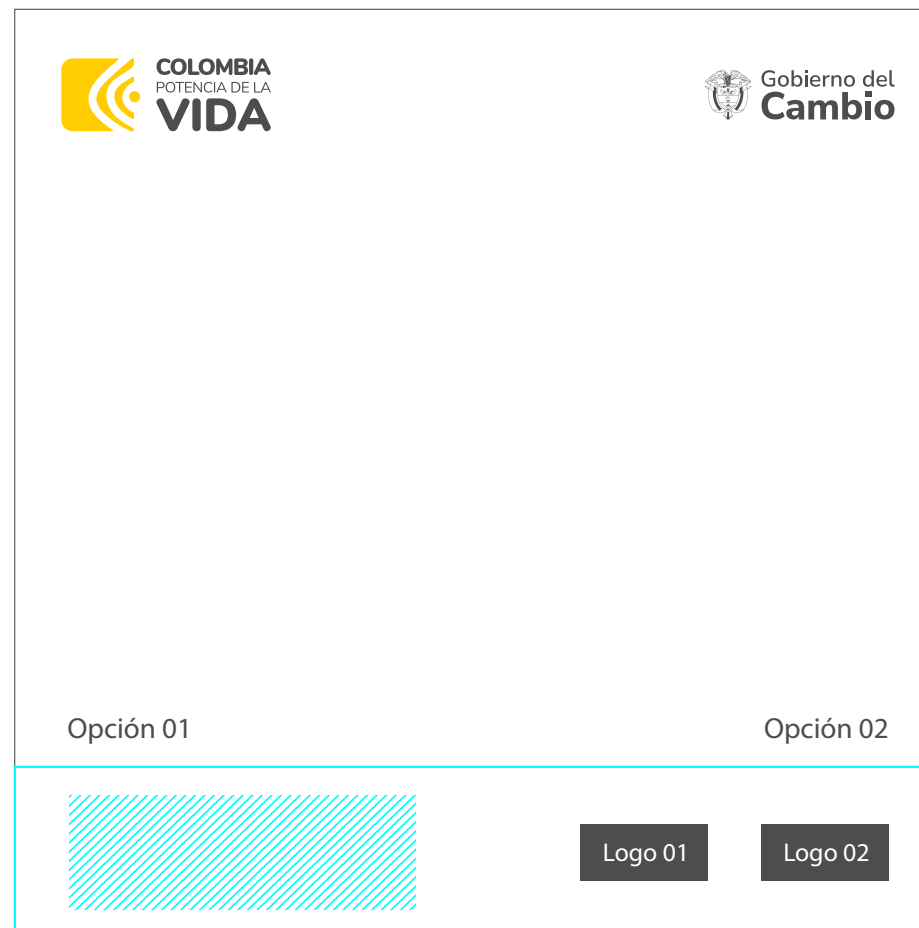 COLOMBIA
POTENCIA DE LA
VIDA
Gobierno del
Cambio
Opción 01
Opción 02
Logo 01
Logo 02